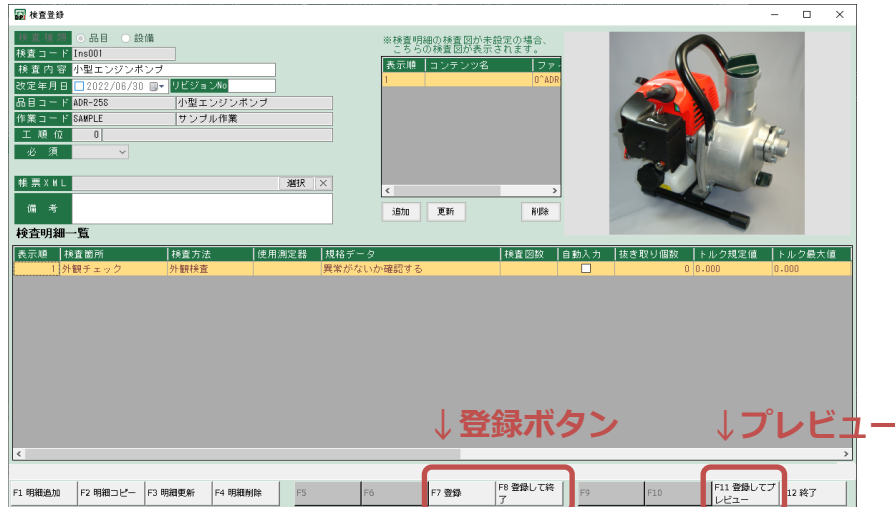 検査登録
検査種類 品目 設備
検査コード Ins001
検査内容 小型エンジンポンプ
改定年月日 2022/06/30 リビジョンNo
品目コード ADR-25S 小型エンジンポンプ
作業コード SAMPLE サンプル作業
工順位 0
必須
帳票XML 選択
備考
※検査明細の検査図が未設定の場合、
こちらの検査図が表示されます。
表示順 コンテンツ名 ファイ
1 0^ADR
追加 更新 削除
検査明細一覧
表示順 検査箇所 検査方法 使用測定器 規格データ 検査図数 自動入力 抜き取り個数 トルク規定値 トルク最大値
1 外観チェック 外観検査 異常がないか確認する 0 0.000 0.000
↓登録ボタン ↓プレビュー
F1 明細追加 F2 明細コピー F3 明細更新 F4 明細削除 F5 F6 F7 登録 F8 登録して終了 F9 F10 F11 登録してプレビュー 12 終了